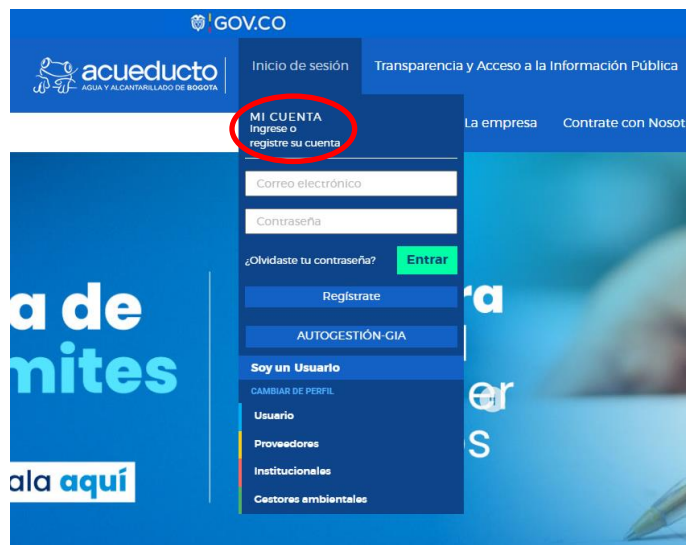 GOV.CO
acueducto
AGUA Y ALCANTARILLADO DE BOGOTÁ
Inicio de sesión
Transparencia y Acceso a la Información Pública
La empresa
Contrate con Nosot
MI CUENTA
Ingrese o
registre su cuenta
Correo electrónico
Contraseña
¿Olvidaste tu contraseña?
Entrar
Regístrate
AUTOGESTIÓN-GIA
Soy un Usuario
CAMBIAR DE PERFIL
Usuario
Proveedores
Institucionales
Gestores ambientales
a de
mites
ala aquí
ra
er
s